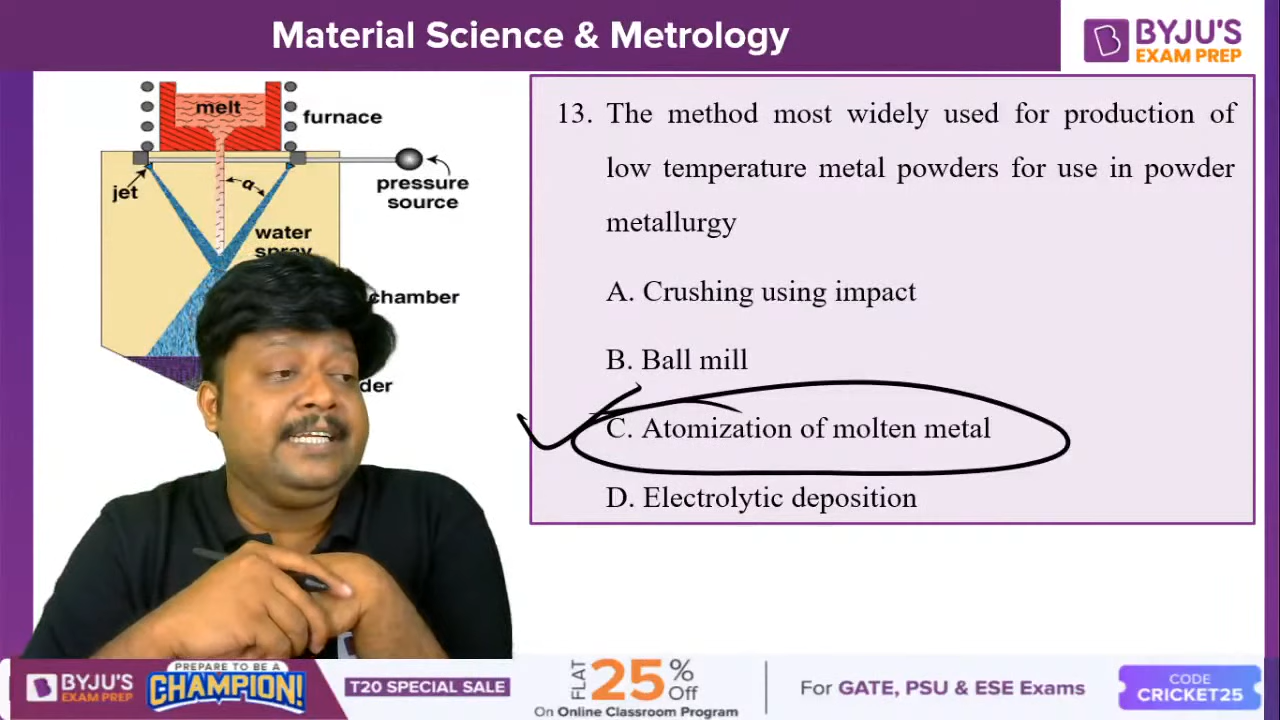 Material Science & Metrology
BYJU'S
EXAM PREP
melt
furnace
jet
α
pressure
source
water
spray
chamber
13. The method most widely used for production of
low temperature metal powders for use in powder
metallurgy
A. Crushing using impact
B. Ball mill
C. Atomization of molten metal
D. Electrolytic deposition
BYJU'S
EXAM PREP
PREPARE TO BE A
CHAMPION!
T20 SPECIAL SALE
FLAT 25% Off
On Online Classroom Program
For GATE, PSU & ESE Exams
CODE
CRICKET25